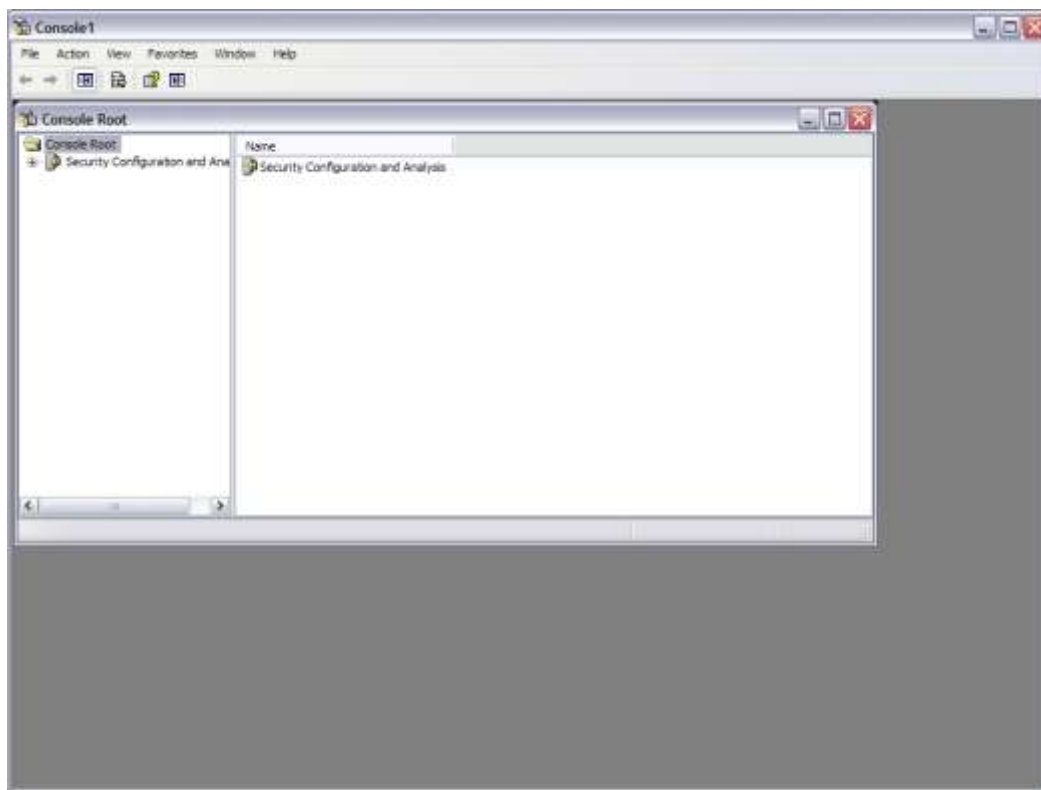 Console1
File Action View Favorites Window Help
Console Root
Console Root
Security Configuration and Ana
Name
Security Configuration and Analysis